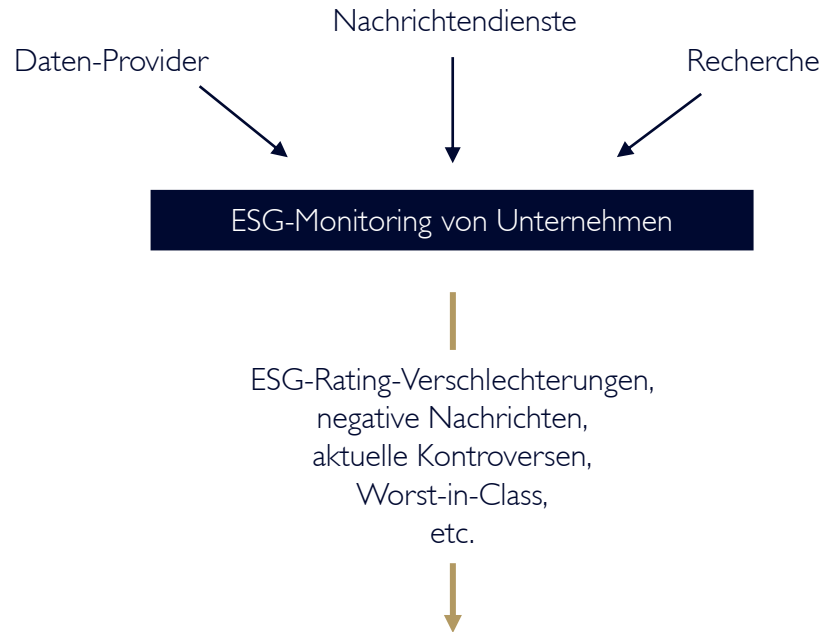 Nachrichtendienste
Daten-Provider
Recherche
ESG-Monitoring von Unternehmen
ESG-Rating-Verschlechterungen,
negative Nachrichten,
aktuelle Kontroversen,
Worst-in-Class,
etc.